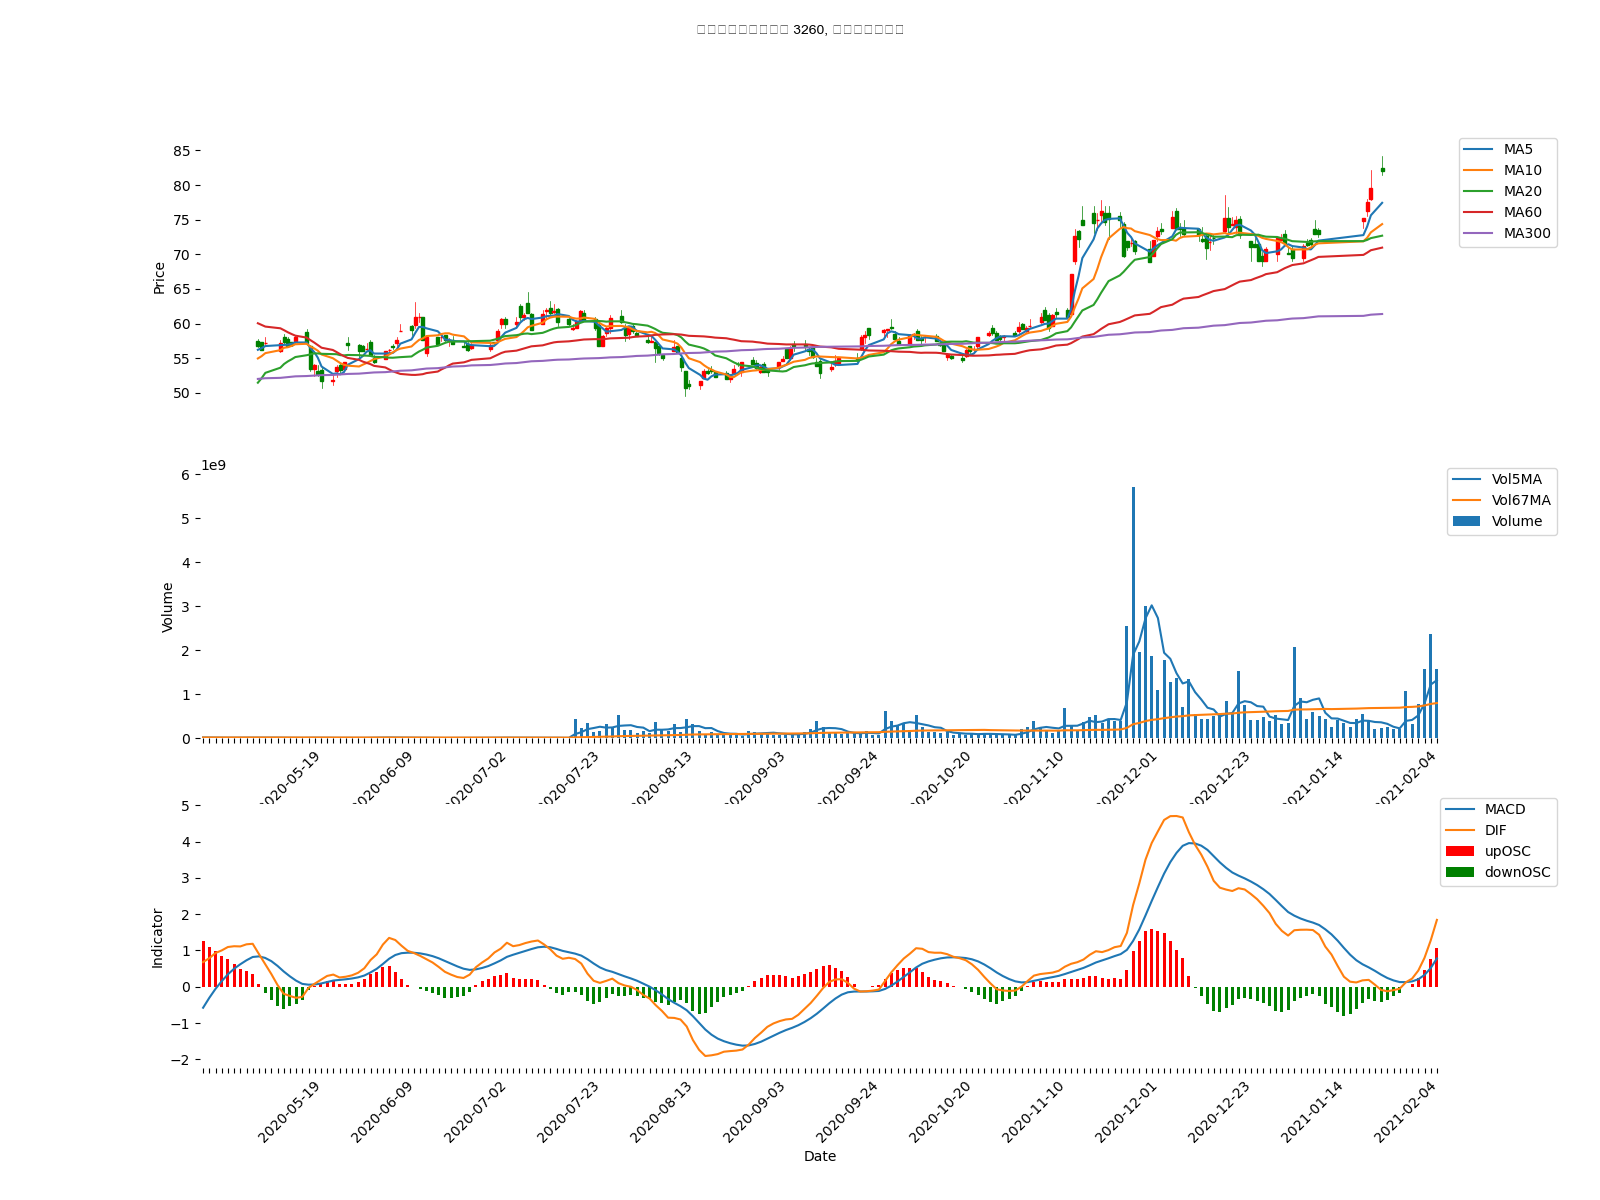 3260,
85
80
75
70
65
60
55
50
Price
MA5
MA10
MA20
MA60
MA300
1e9
6
5
4
3
2
1
0
Volume
Vol5MA
Vol67MA
Volume
2020-05-19
2020-06-09
2020-07-02
2020-07-23
2020-08-13
2020-09-03
2020-09-24
2020-10-20
2020-11-10
2020-12-01
2020-12-23
2021-01-14
2021-02-04
5
4
3
2
1
0
−1
−2
Indicator
MACD
DIF
upOSC
downOSC
2020-05-19
2020-06-09
2020-07-02
2020-07-23
2020-08-13
2020-09-03
2020-09-24
2020-10-20
2020-11-10
2020-12-01
2020-12-23
2021-01-14
2021-02-04
Date